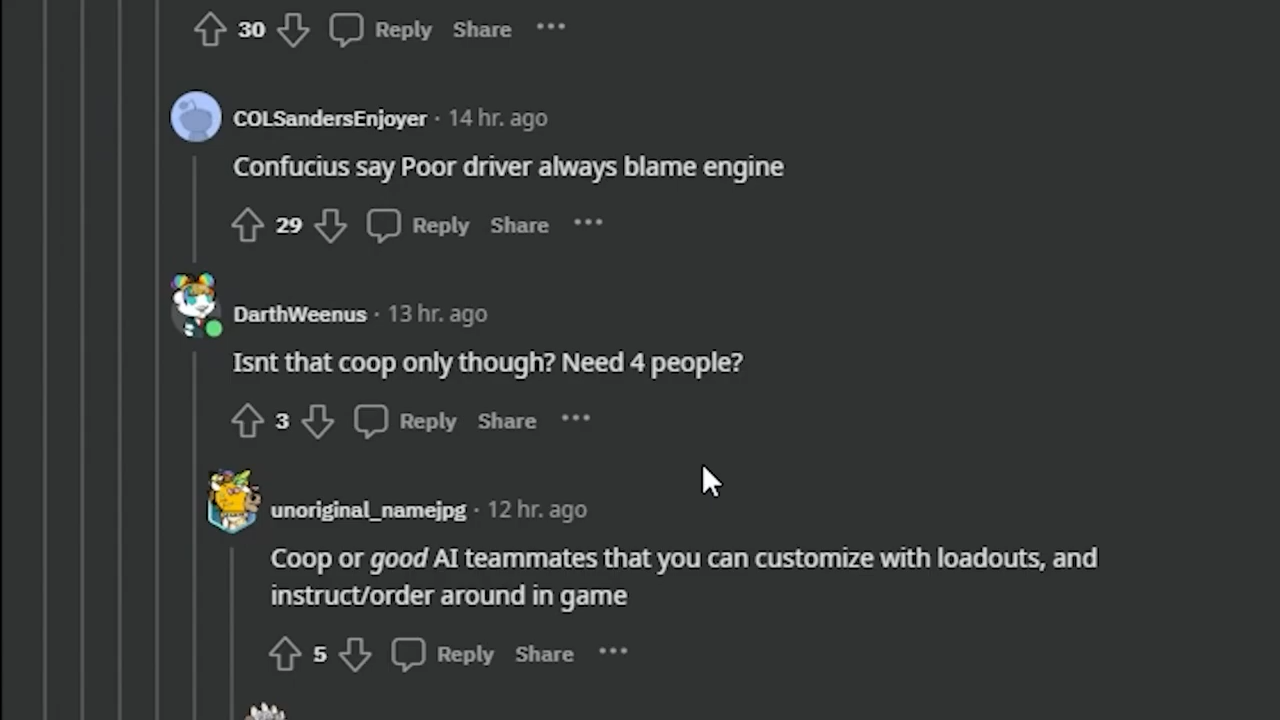 30 Reply Share
COLSandersEnjoyer · 14 hr. ago
Confucius say Poor driver always blame engine
29 Reply Share
DarthWeenus · 13 hr. ago
Isnt that coop only though? Need 4 people?
3 Reply Share
unoriginal_namejpg · 12 hr. ago
Coop or good AI teammates that you can customize with loadouts, and
instruct/order around in game
5 Reply Share